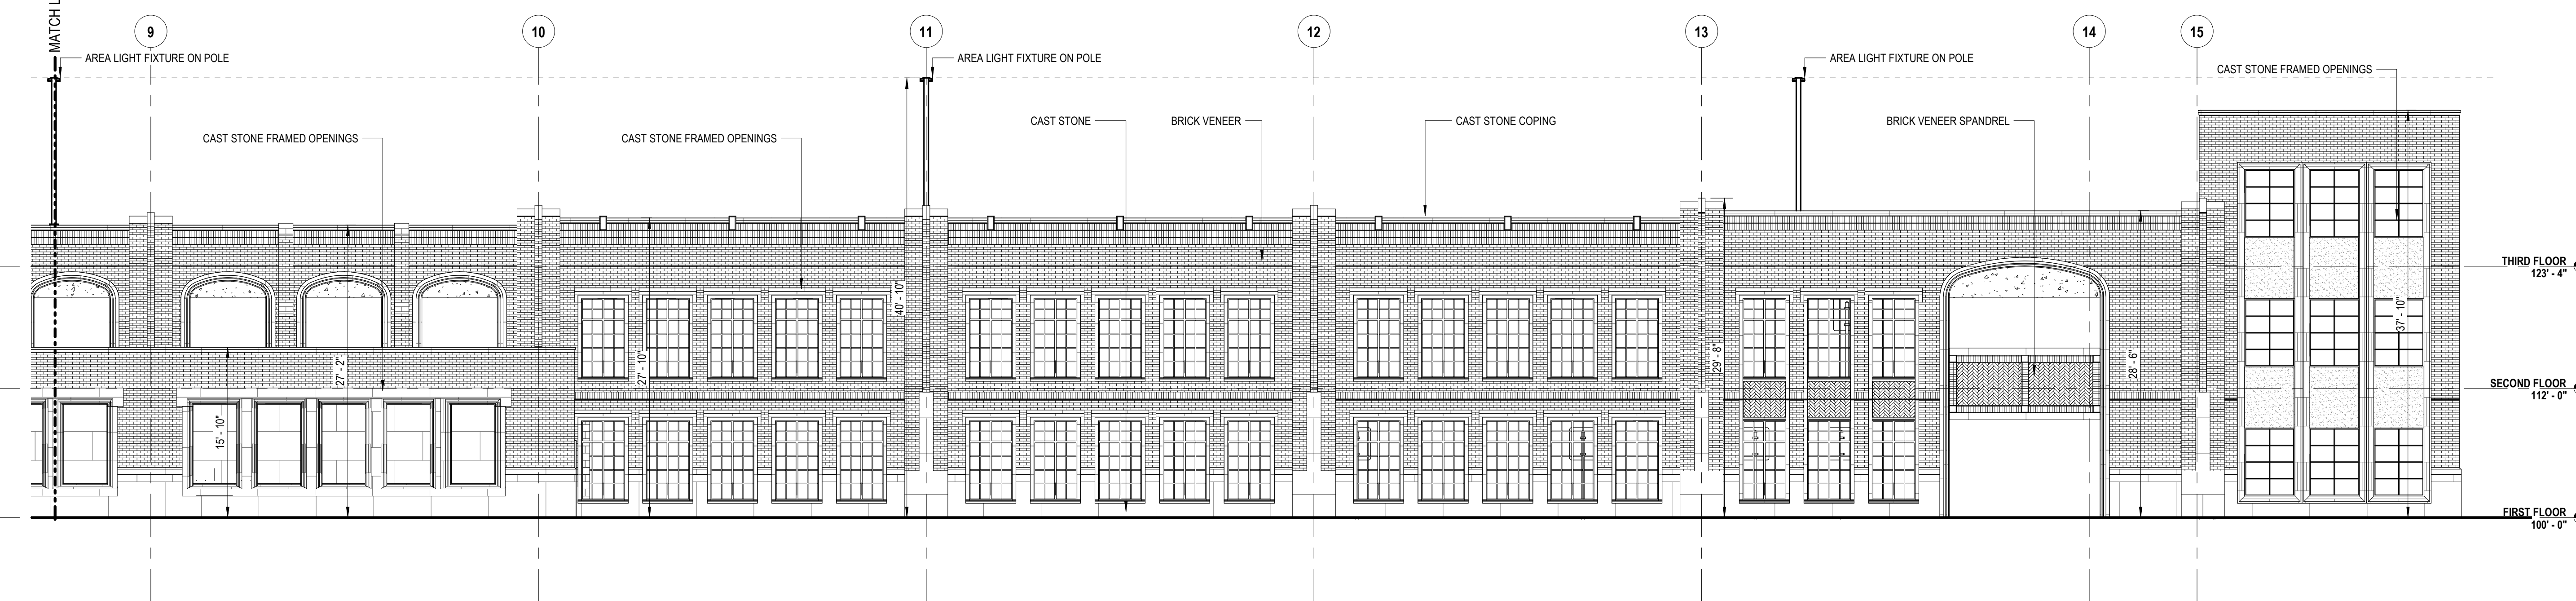 MATCH L
9
10
11
12
13
14
15
AREA LIGHT FIXTURE ON POLE
AREA LIGHT FIXTURE ON POLE
AREA LIGHT FIXTURE ON POLE
CAST STONE FRAMED OPENINGS
CAST STONE
BRICK VENEER
CAST STONE COPING
BRICK VENEER SPANDREL
CAST STONE FRAMED OPENINGS
CAST STONE FRAMED OPENINGS
15' - 10"
27' - 2"
27' - 10"
40' - 10"
29' - 8"
28' - 6"
37' - 10"
THIRD FLOOR
123' - 4"
SECOND FLOOR
112' - 0"
FIRST FLOOR
100' - 0"